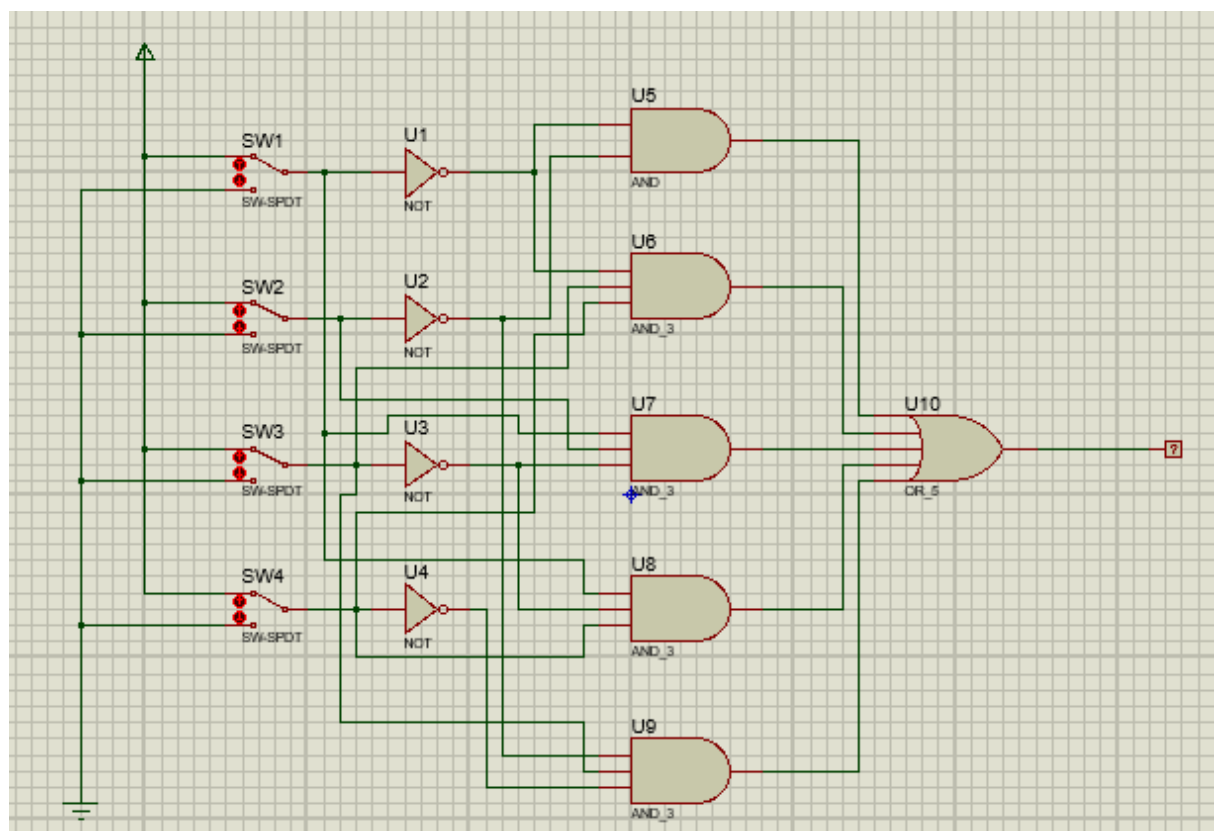 U5
SW1
U1
SW-SPDT
NOT
AND
U6
SW2
U2
AND_3
SW-SPDT
NOT
U7
U10
SW3
U3
SW-SPDT
NOT
AND_3
OR_5
?
U8
SW4
U4
SW-SPDT
NOT
AND_3
U9
AND_3